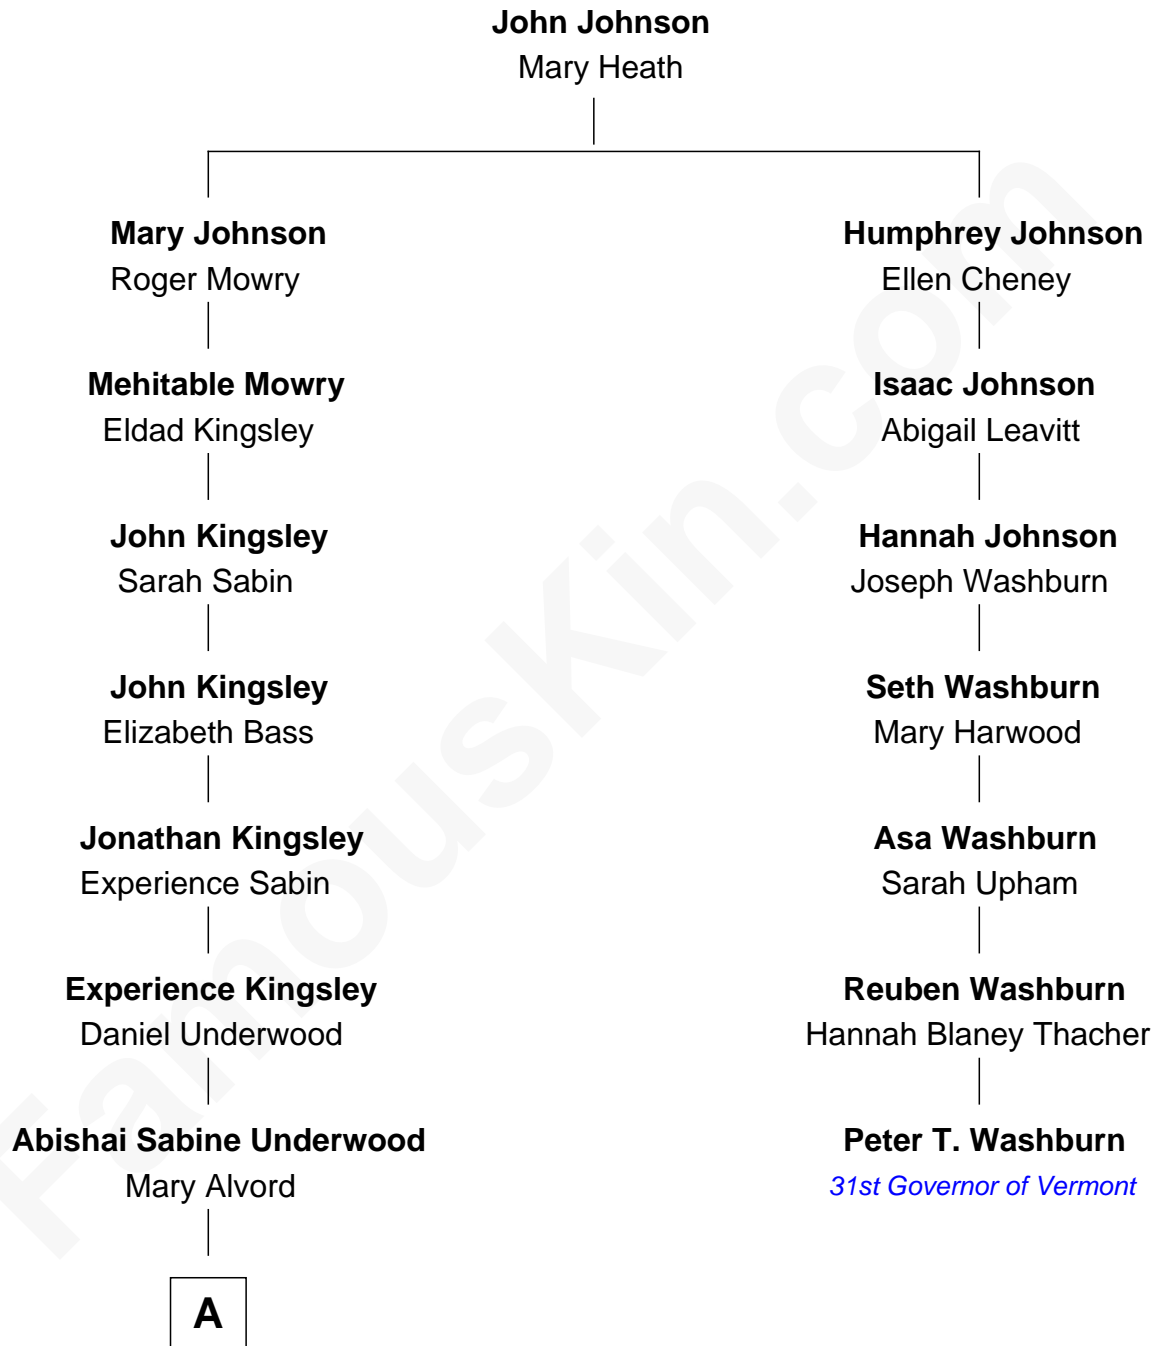 John Johnson
Mary Heath
Mary Johnson
Roger Mowry
Humphrey Johnson
Ellen Cheney
Mehitable Mowry
Eldad Kingsley
Isaac Johnson
Abigail Leavitt
John Kingsley
Sarah Sabin
Hannah Johnson
Joseph Washburn
John Kingsley
Elizabeth Bass
Seth Washburn
Mary Harwood
Jonathan Kingsley
Experience Sabin
Asa Washburn
Sarah Upham
Experience Kingsley
Daniel Underwood
Reuben Washburn
Hannah Blaney Thacher
Abishai Sabine Underwood
Mary Alvord
Peter T. Washburn
31st Governor of Vermont
A
FamousKin.com